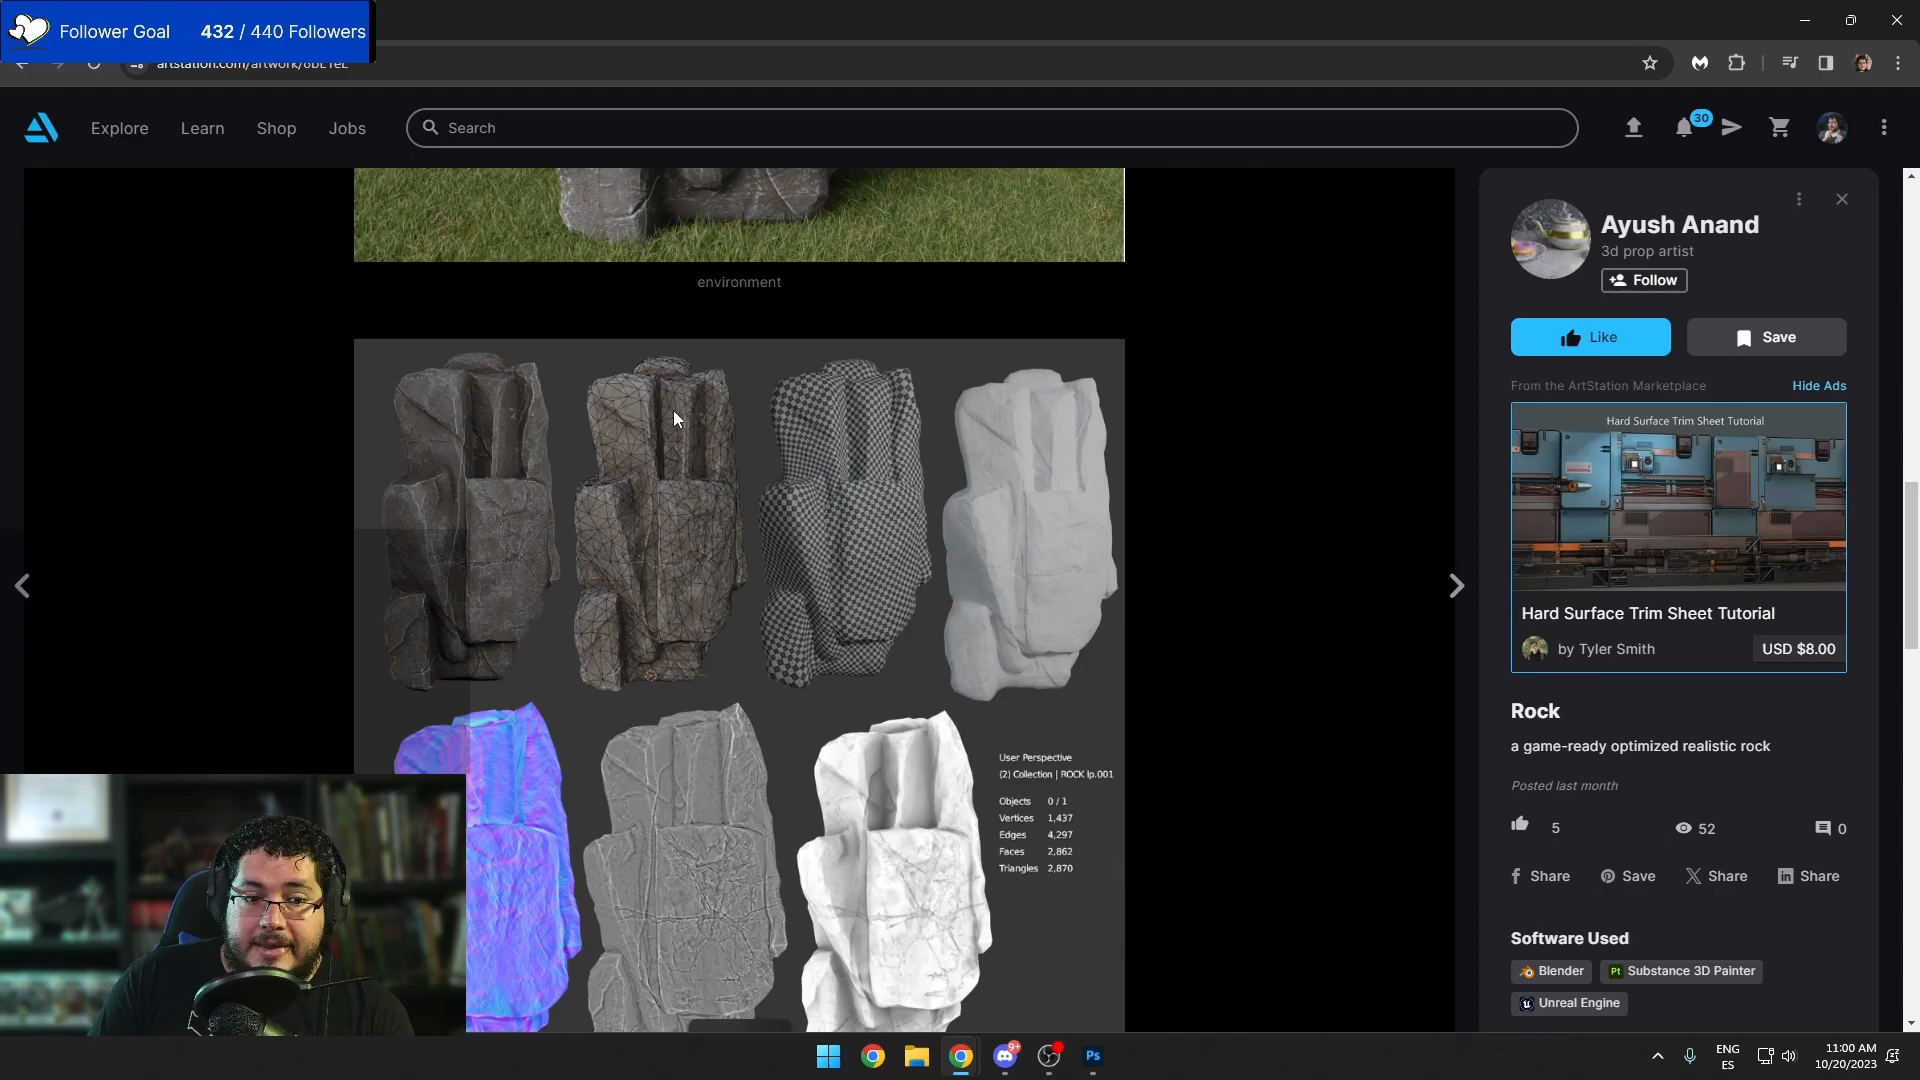 Follower Goal 432 / 440 Followers
Explore
Learn
Shop
Jobs
Search
30
environment
User Perspective
(2) Collection | ROCK lp.001
Objects 0 / 1
Vertices 1,437
Edges 4,297
Faces 2,862
Triangles 2,870
Ayush Anand
3d prop artist
Follow
Like
Save
From the ArtStation Marketplace
Hide Ads
Hard Surface Trim Sheet Tutorial
Hard Surface Trim Sheet Tutorial
by Tyler Smith
USD $8.00
Rock
a game-ready optimized realistic rock
Posted last month
5
52
0
Share
Save
Share
Share
Software Used
Blender
Pt Substance 3D Painter
Unreal Engine
9+
Ps
ENG
ES
11:00 AM
10/20/2023